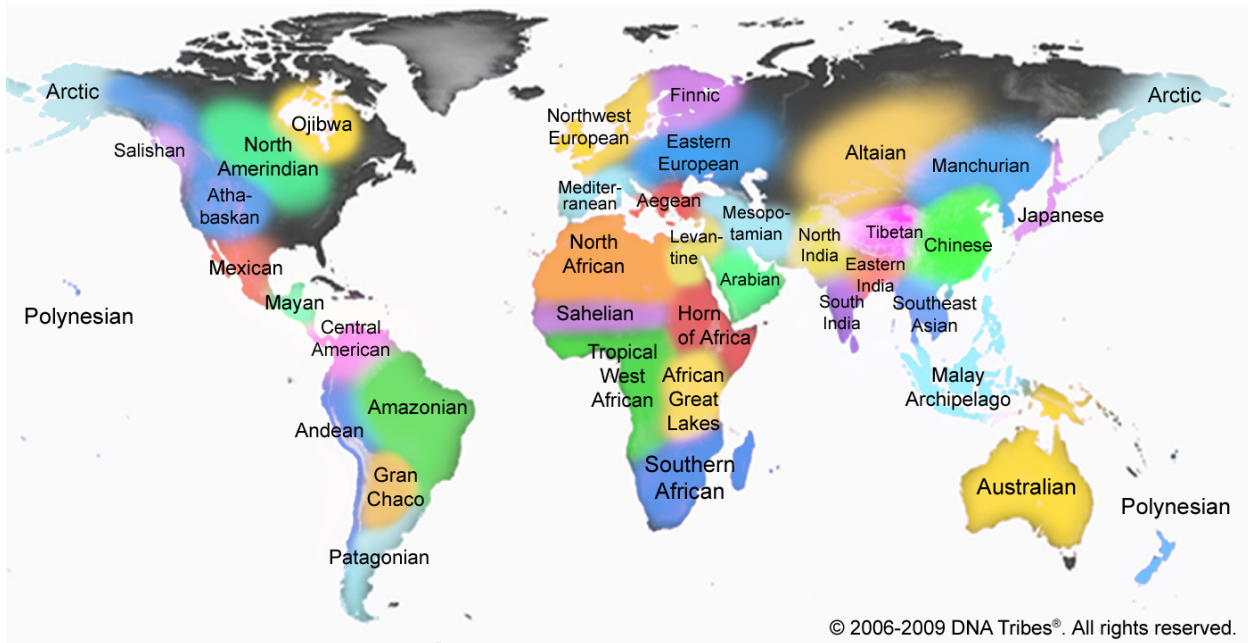 Arctic
Salishan
North
Amerindian
Ojibwa
Atha-
baskan
Mexican
Mayan
Polynesian
Central
American
Amazonian
Andean
Gran
Chaco
Patagonian
Northwest
European
Finnic
Eastern
European
Mediter-
ranean
Aegean
Mesopo-
tamian
Levan-
tine
Arabian
North
African
Sahelian
Horn
of Africa
Tropical
West
African
African
Great
Lakes
Southern
African
Altaian
Manchurian
Arctic
Japanese
Tibetan
Chinese
North
India
Eastern
India
South
India
Southeast
Asian
Malay
Archipelago
Australian
Polynesian
© 2006-2009 DNA Tribes®. All rights reserved.